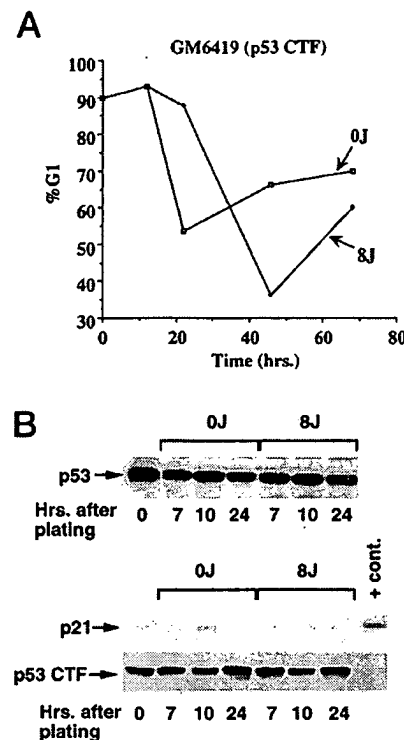 A
GM6419 (p53 CTF)
100
90
80
70
60
50
40
30
%G1
0J
8J
0 20 40 60 80
Time (hrs.)
B
0J 8J
p53
Hrs. after plating 0 7 10 24 7 10 24
+ cont.
0J 8J
p21
p53 CTF
Hrs. after plating 0 7 10 24 7 10 24